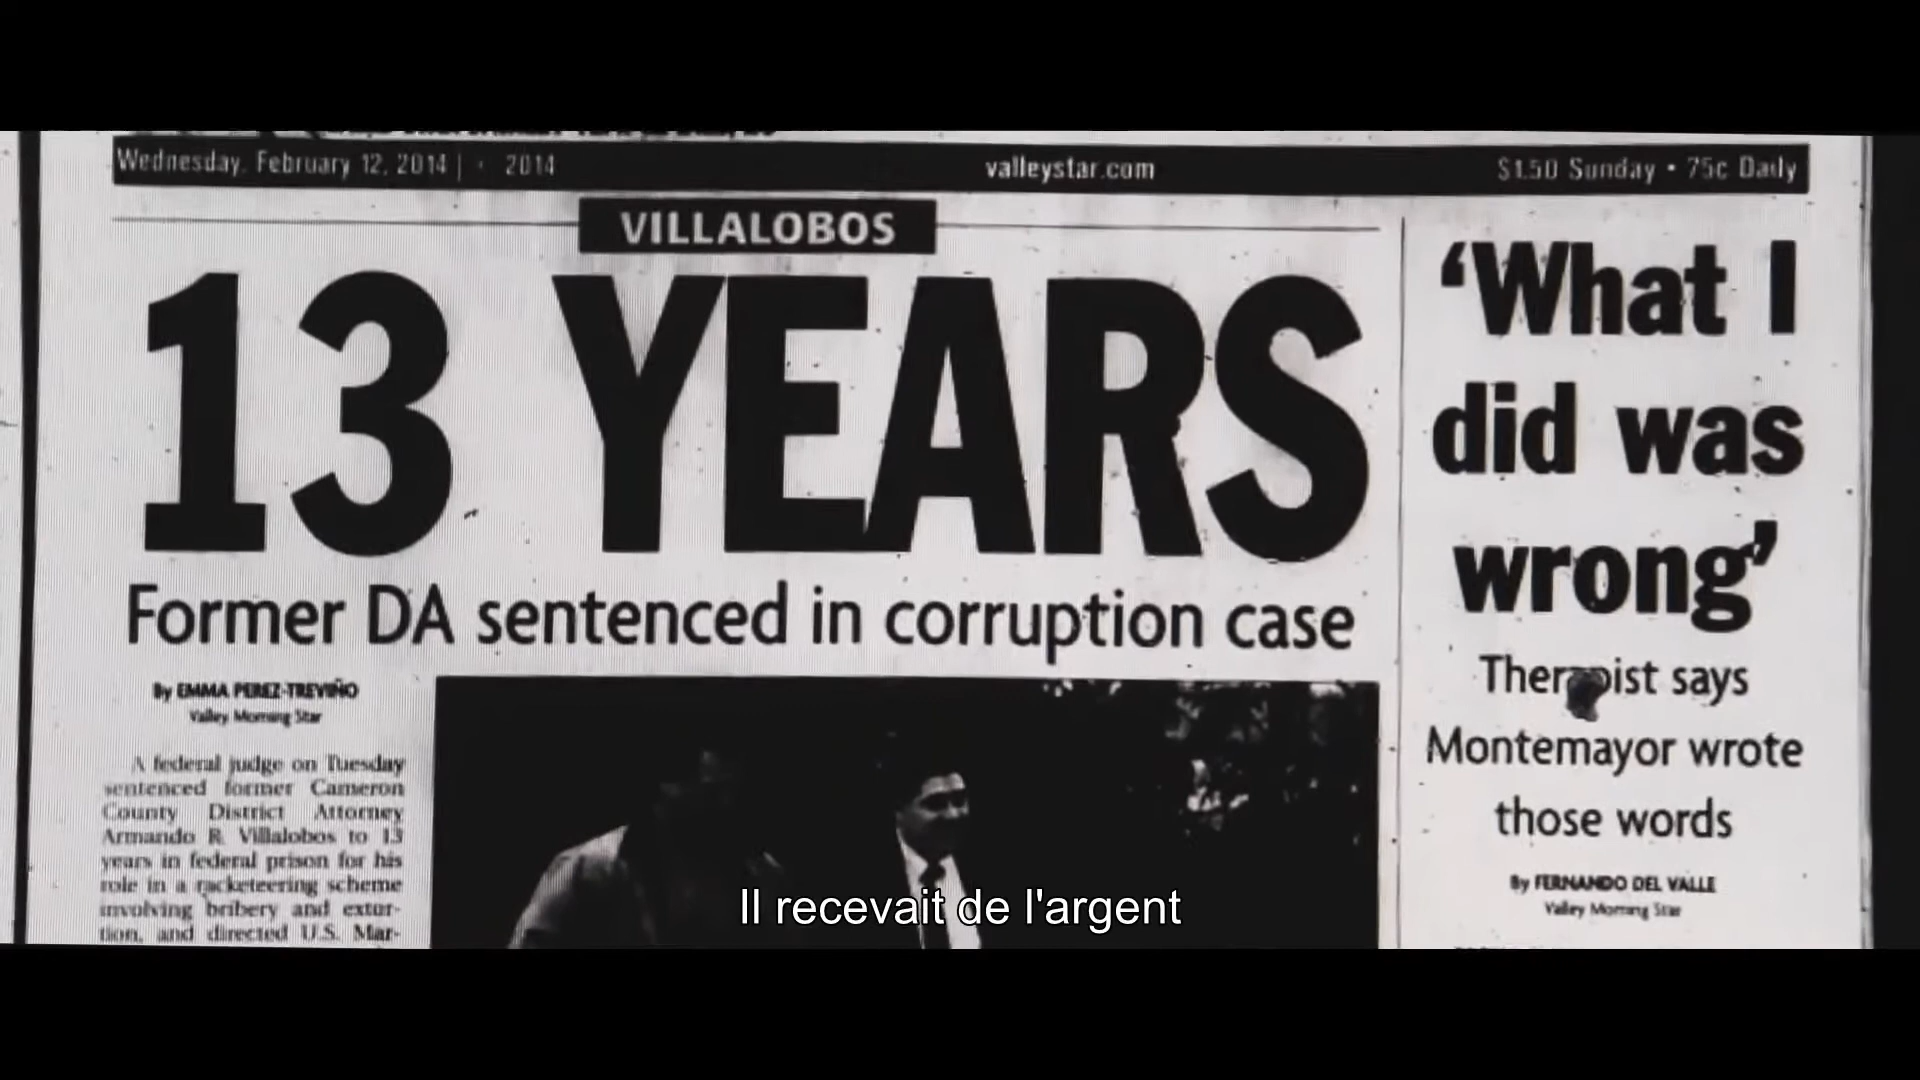 Wednesday, February 12, 2014 | • 2014
valleystar.com
$1.50 Sunday • 75c Daily
VILLALOBOS
13 YEARS
Former DA sentenced in corruption case
By EMMA PEREZ-TREVIÑO
Valley Morning Star
A federal judge on Tuesday
sentenced former Cameron
County District Attorney
Armando R. Villalobos to 13
years in federal prison for his
role in a racketeering scheme
involving bribery and extor-
tion, and directed U.S. Mar-
‘What I
did was
wrong’
Therapist says
Montemayor wrote
those words
By FERNANDO DEL VALLE
Valley Morning Star
Il recevait de l'argent